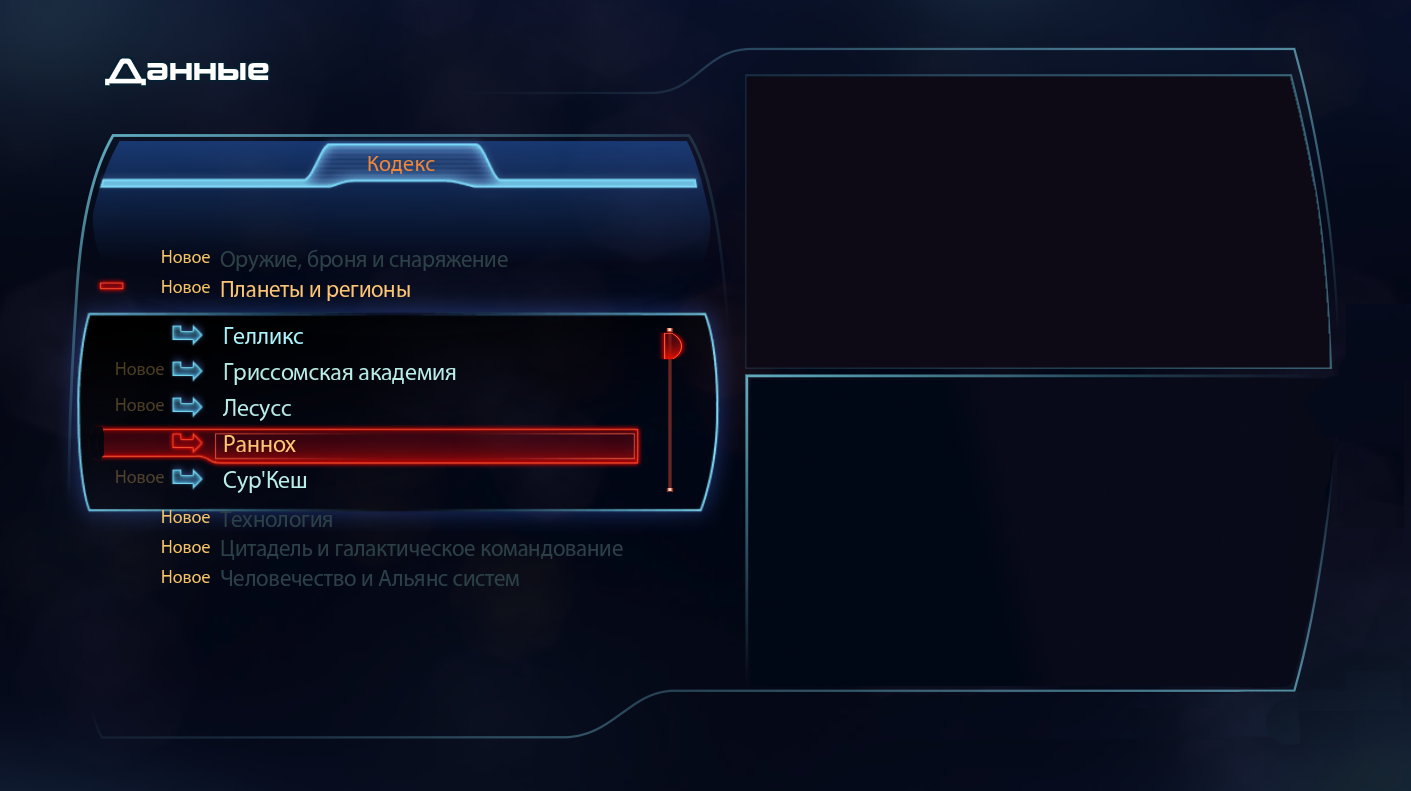 Данные
Кодекс
Новое Оружие, броня и снаряжение
Новое Планеты и регионы
Гелликс
Новое Гриссомская академия
Новое Лесусс
Раннох
Новое Сур'Кеш
Новое Технология
Новое Цитадель и галактическое командование
Новое Человечество и Альянс систем